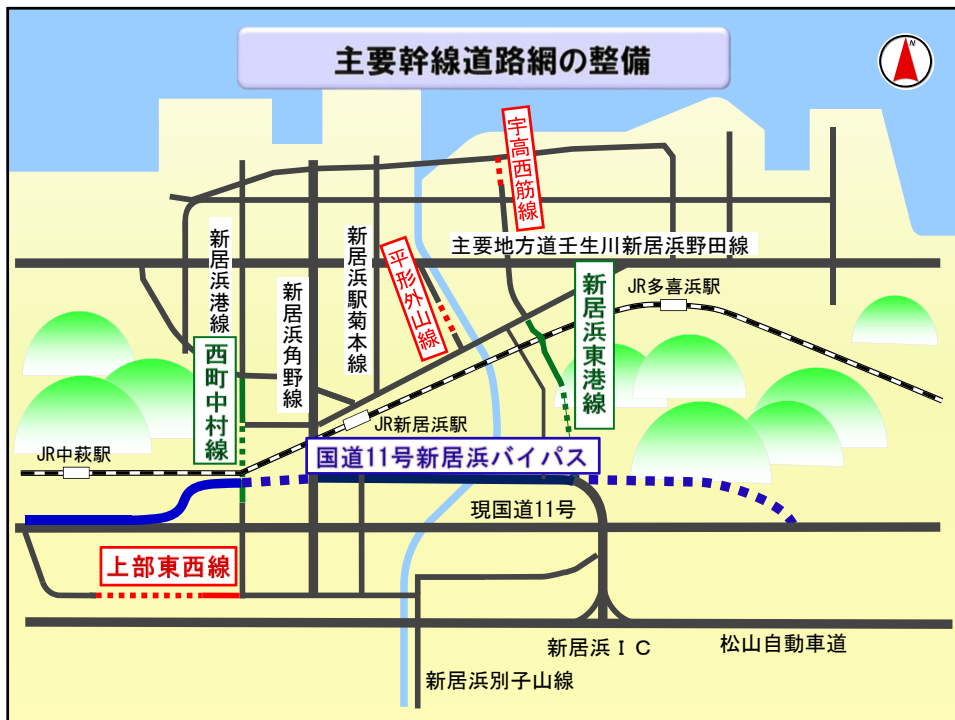 主要幹線道路網の整備
N
宇高西筋線
主要地方道壬生川新居浜野田線
新居浜港線
新居浜駅菊本線
平形外山線
新居浜東港線
JR多喜浜駅
新居浜角野線
西町中村線
JR新居浜駅
JR中萩駅
国道11号新居浜バイパス
現国道11号
上部東西線
新居浜ＩＣ
松山自動車道
新居浜別子山線